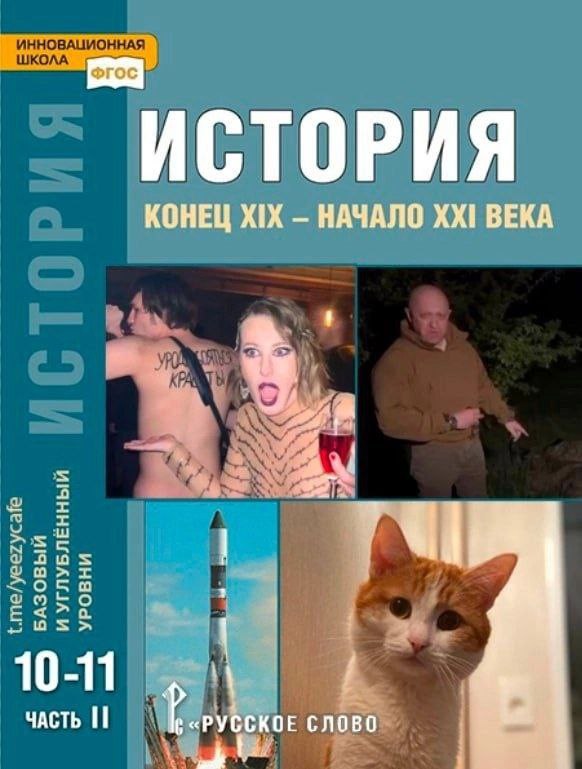 ИННОВАЦИОННАЯ
ШКОЛА
ФГОС
ИСТОРИЯ
ИСТОРИЯ
КОНЕЦ XIX – НАЧАЛО XXI ВЕКА
КРАСОТЫ
t.me/yeezycafe
БАЗОВЫЙ
И УГЛУБЛЁННЫЙ
УРОВНИ
10-11
ЧАСТЬ II
«РУССКОЕ СЛОВО